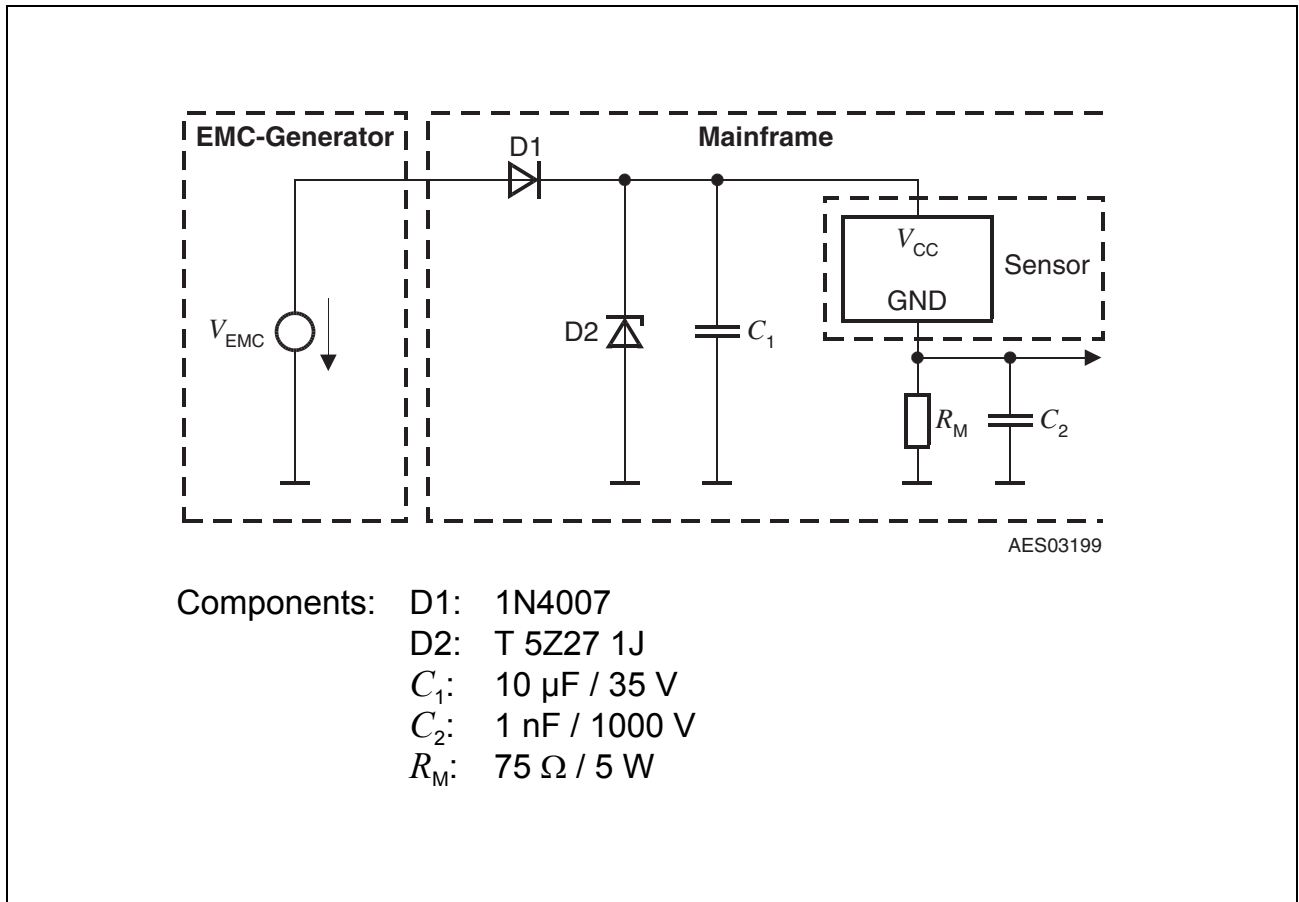 EMC-Generator
Mainframe
D1
V_CC
Sensor
GND
V_EMC
D2
C_1
R_M
C_2
AES03199
Components: D1: 1N4007
D2: T 5Z27 1J
C_1: 10 µF / 35 V
C_2: 1 nF / 1000 V
R_M: 75 Ω / 5 W